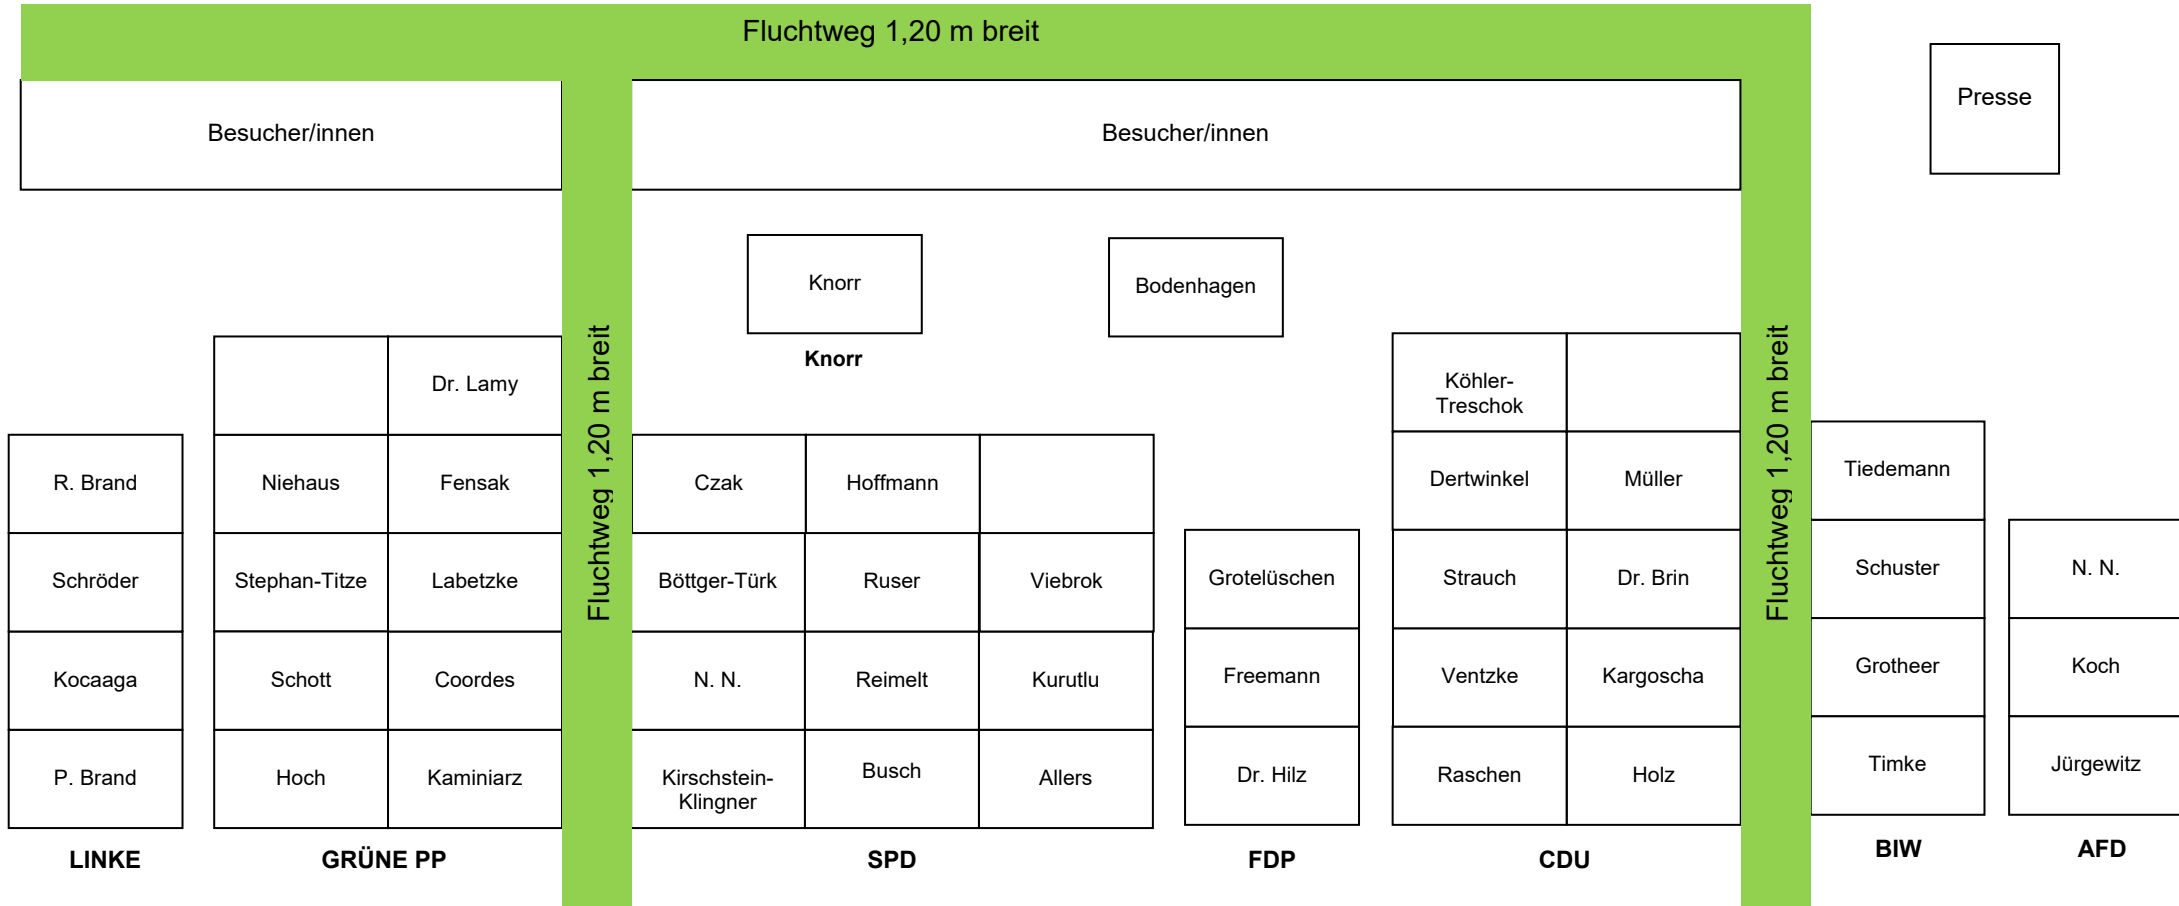 Fluchtweg 1,20 m breit
Presse
Besucher/innen
Besucher/innen
Knorr
Bodenhagen
Knorr
Fluchtweg 1,20 m breit
Fluchtweg 1,20 m breit
R. Brand
Schröder
Kocaaga
P. Brand
LINKE
Dr. Lamy
Niehaus
Fensak
Stephan-Titze
Labetzke
Schott
Coordes
Hoch
Kaminiarz
GRÜNE PP
Czak
Hoffmann
Böttger-Türk
Ruser
Viebrok
N. N.
Reimelt
Kurutlu
Kirschstein-
Klingner
Busch
Allers
SPD
Grotelüschen
Freemann
Dr. Hilz
FDP
Köhler-
Treschok
Dertwinkel
Müller
Strauch
Dr. Brin
Ventzke
Kargoscha
Raschen
Holz
CDU
Tiedemann
Schuster
Grotheer
Timke
BIW
N. N.
Koch
Jürgewitz
AFD